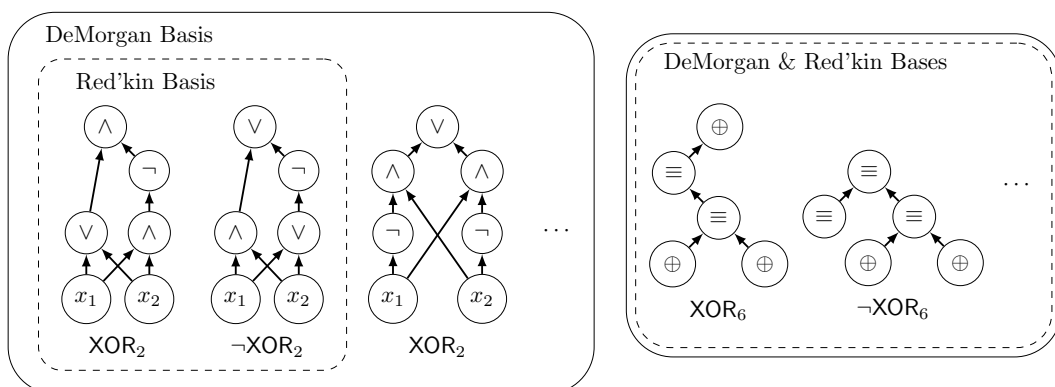 DeMorgan Basis
Red'kin Basis
∧ ∨ ∨
¬ ¬ ∧ ∧
∨ ∧ ∧ ∨ ¬ ¬ ...
x₁ x₂ x₁ x₂ x₁ x₂
XOR₂ ¬XOR₂ XOR₂
DeMorgan & Red'kin Bases
⊕
≡ ≡ ...
≡ ≡ ≡
⊕ ⊕ ⊕ ⊕
XOR₆ ¬XOR₆